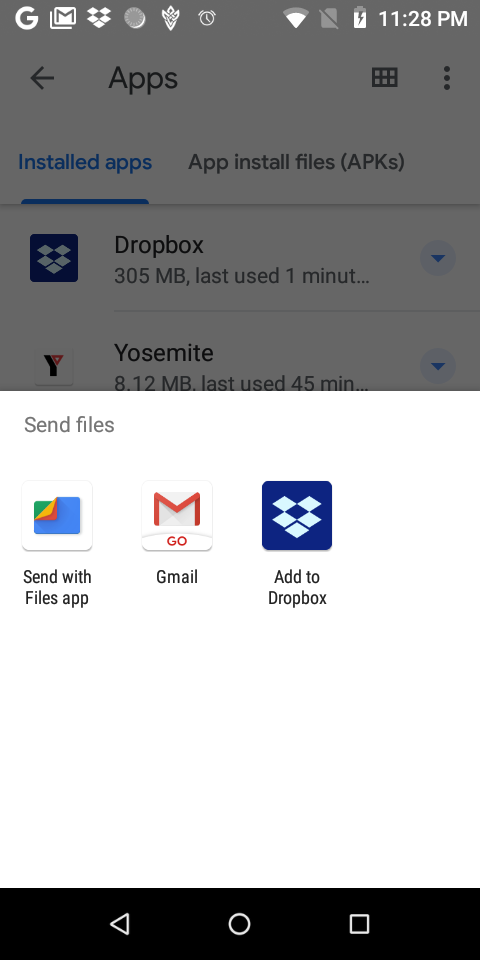 11:28 PM
Apps
Installed apps
App install files (APKs)
Dropbox
305 MB, last used 1 minut...
Yosemite
8.12 MB, last used 45 min...
Send files
GO
Send with
Files app
Gmail
Add to
Dropbox